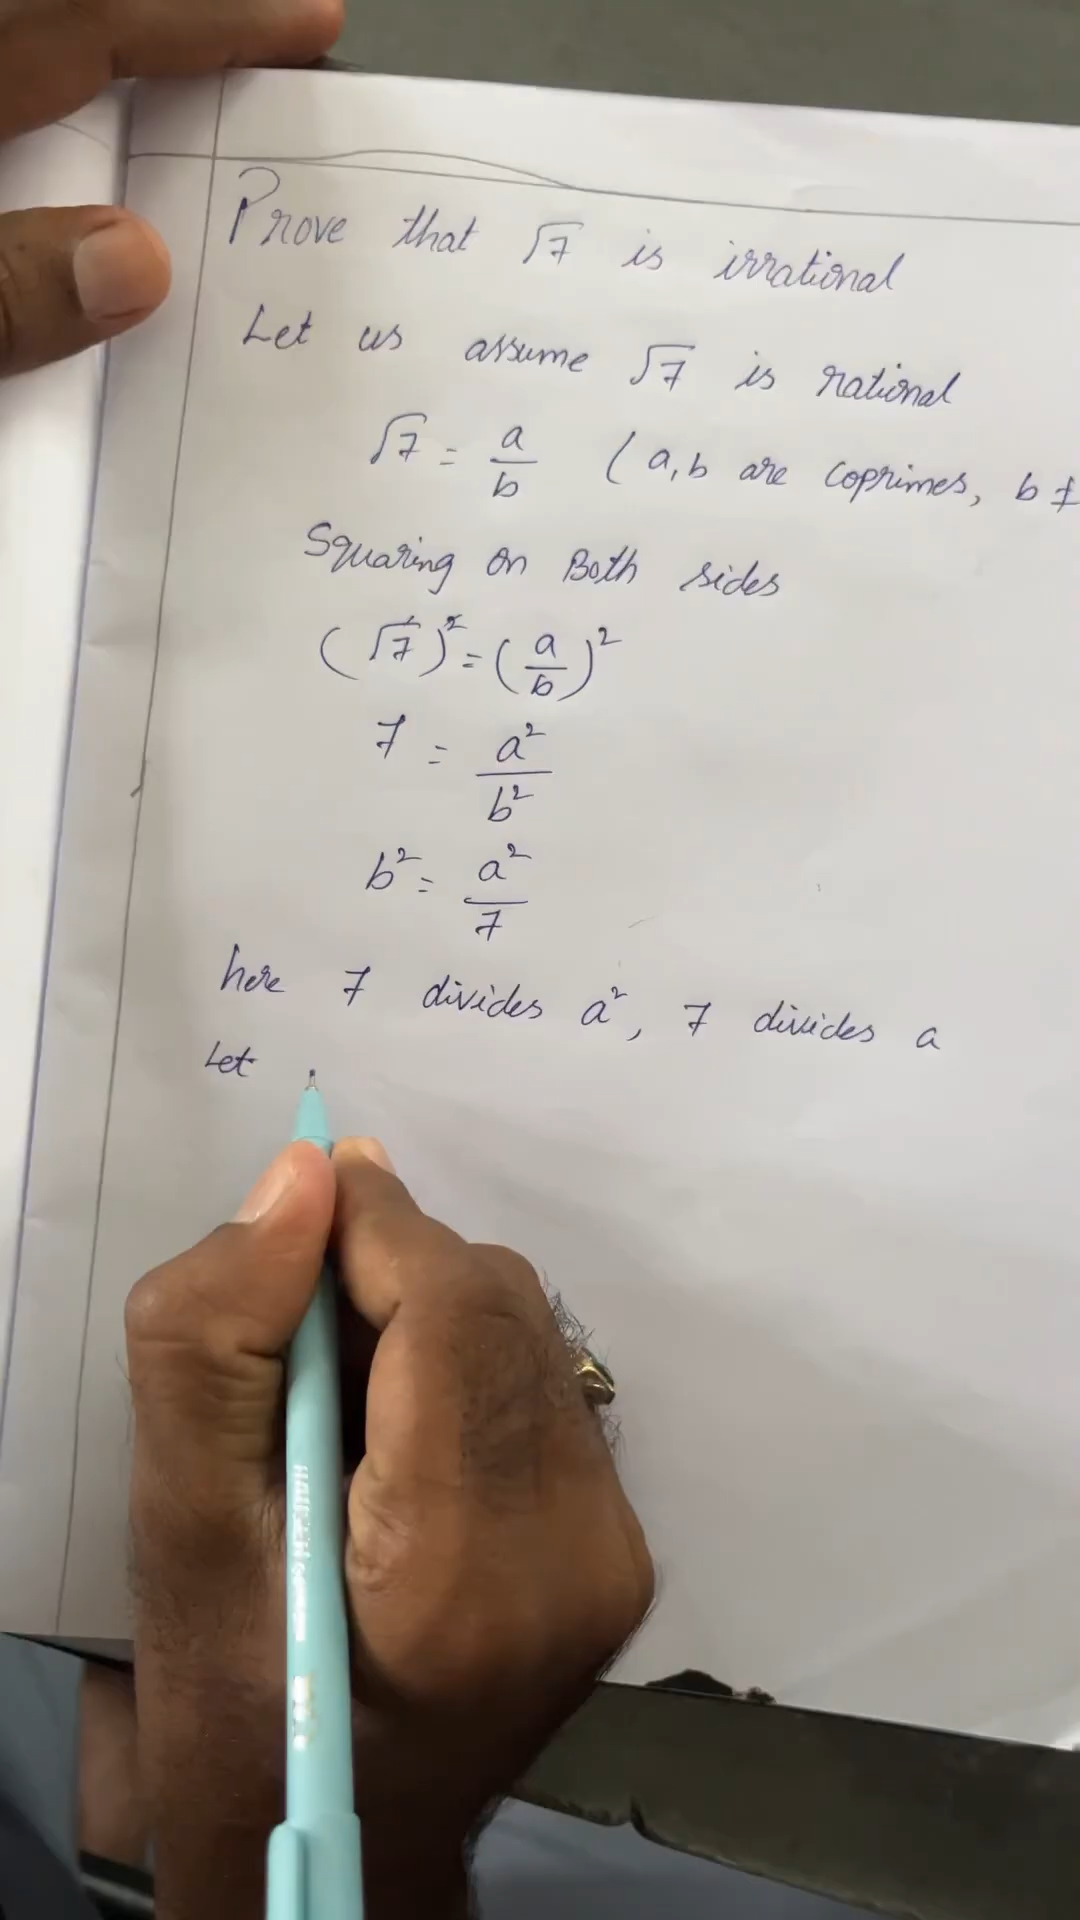 Prove that √7 is irrational
Let us assume √7 is rational
√7 = a/b (a,b are coprimes, b ≠
Squaring on Both sides
(√7)² = (a/b)²
7 = a²/b²
b² = a²/7
here 7 divides a², 7 divides a
Let